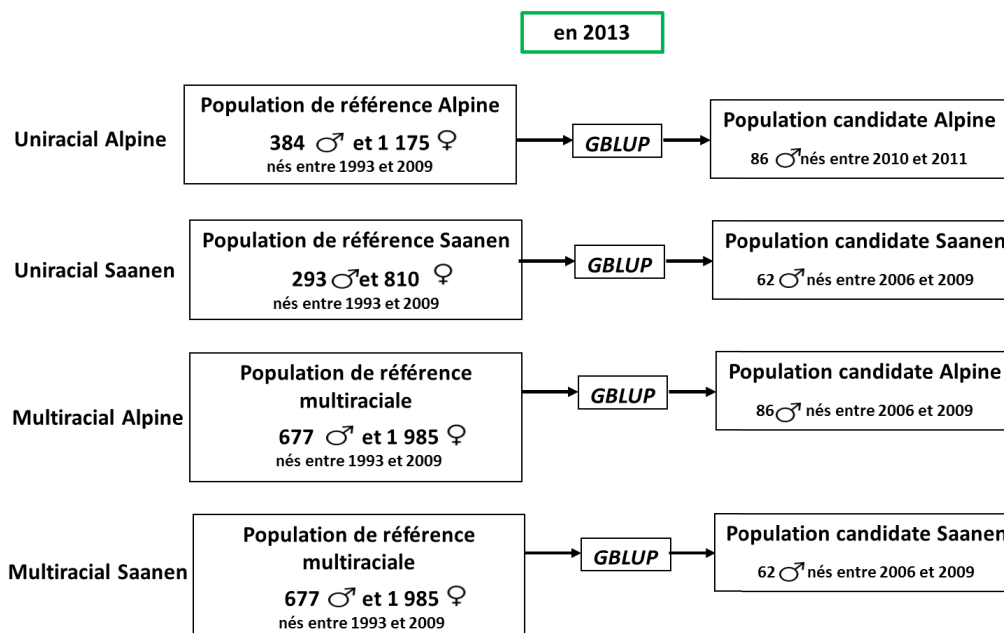 en 2013
Uniracial Alpine
Population de référence Alpine
384 ♂ et 1 175 ♀
nés entre 1993 et 2009
GBLUP
Population candidate Alpine
86 ♂ nés entre 2010 et 2011
Uniracial Saanen
Population de référence Saanen
293 ♂ et 810 ♀
nés entre 1993 et 2009
GBLUP
Population candidate Saanen
62 ♂ nés entre 2006 et 2009
Multiracial Alpine
Population de référence
multiraciale
677 ♂ et 1 985 ♀
nés entre 1993 et 2009
GBLUP
Population candidate Alpine
86 ♂ nés entre 2006 et 2009
Multiracial Saanen
Population de référence
multiraciale
677 ♂ et 1 985 ♀
nés entre 1993 et 2009
GBLUP
Population candidate Saanen
62 ♂ nés entre 2006 et 2009